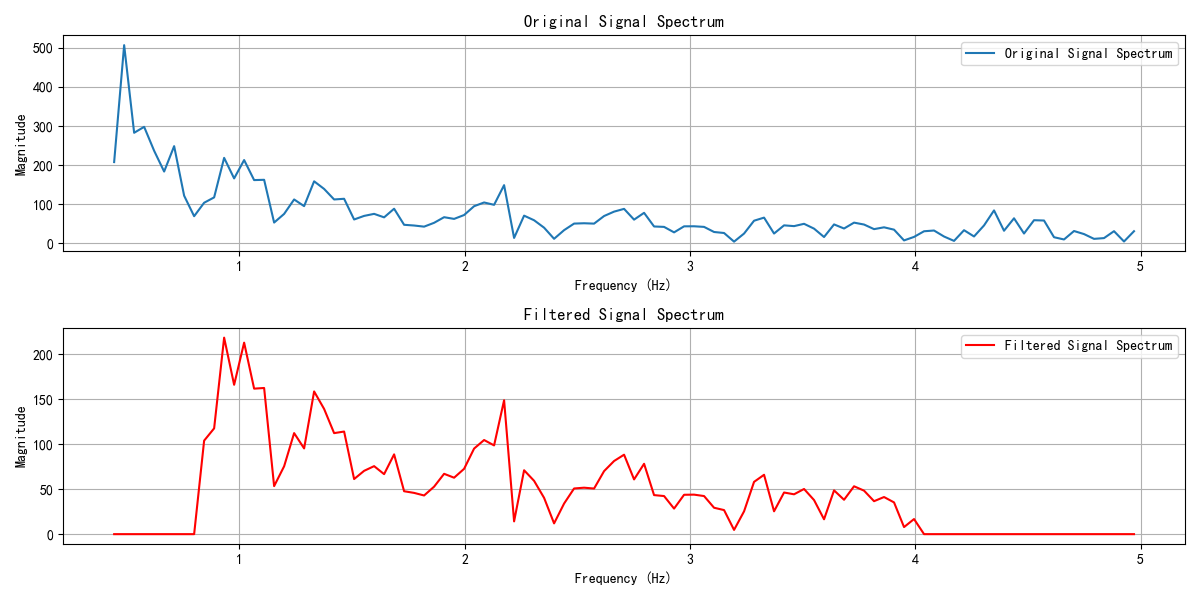 Original Signal Spectrum
Original Signal Spectrum
Magnitude
500
400
300
200
100
0
1
2
3
4
5
Frequency (Hz)
Filtered Signal Spectrum
Filtered Signal Spectrum
Magnitude
200
150
100
50
0
1
2
3
4
5
Frequency (Hz)